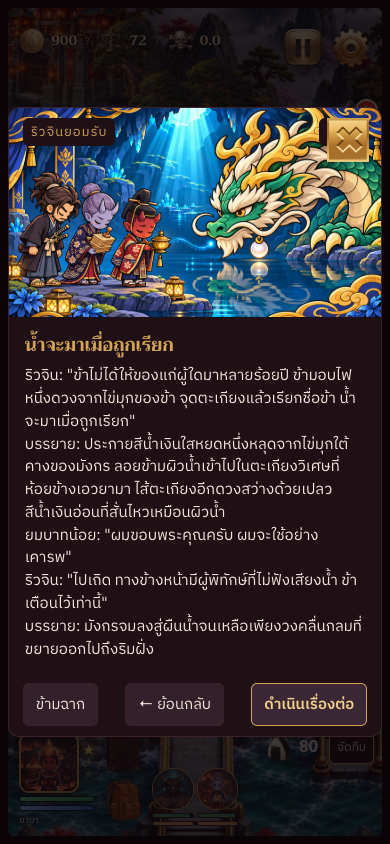 900 ?
72 ?
0.0 ?
ริวจินยอมรับ
น้ำจะมาเมื่อถูกเรียก
ริวจิน: "ข้าไม่ได้ให้ของแก่ผู้ใดมาหลายร้อยปี ข้ามอบไฟ
หนึ่งดวงจากไข่มุกของข้า จุดตะเกียงแล้วเรียกชื่อข้า น้ำ
จะมาเมื่อถูกเรียก"
บรรยาย: ประกายสีน้ำเงินใสหยดหนึ่งหลุดจากไข่มุกใต้
คางของมังกร ลอยข้ามผิวน้ำเข้าไปในตะเกียงวิเศษที่
ห้อยข้างเอวยามา ไส้ตะเกียงอีกดวงสว่างด้วยเปลว
สีน้ำเงินอ่อนที่สั่นไหวเหมือนผิวน้ำ
ยมบาทน้อย: "ผมขอบพระคุณครับ ผมจะใช้อย่าง
เคารพ"
ริวจิน: "ไปเถิด ทางข้างหน้ามีผู้พิทักษ์ที่ไม่ฟังเสียงน้ำ ข้า
เตือนไว้เท่านี้"
บรรยาย: มังกรจมลงสู่ผืนน้ำจนเหลือเพียงวงคลื่นกลมที่
ขยายออกไปถึงริมฝั่ง
ข้ามฉาก
← ย้อนกลับ
ดำเนินเรื่องต่อ
80
จัดทีม
ยามา